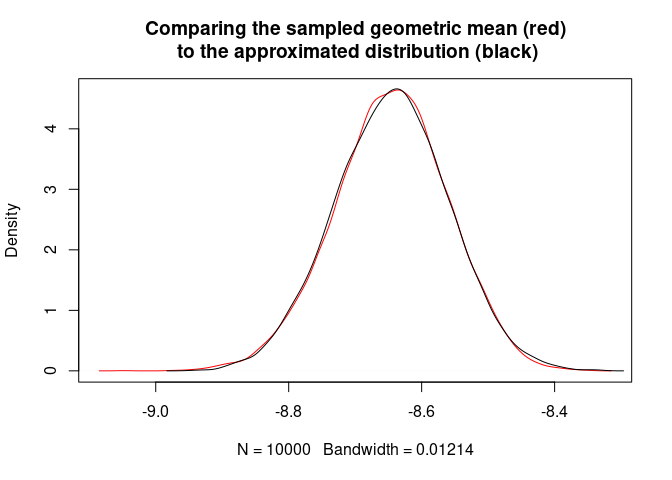 Comparing the sampled geometric mean (red)
to the approximated distribution (black)
Density
4
3
2
1
0
-9.0 -8.8 -8.6 -8.4
N = 10000 Bandwidth = 0.01214